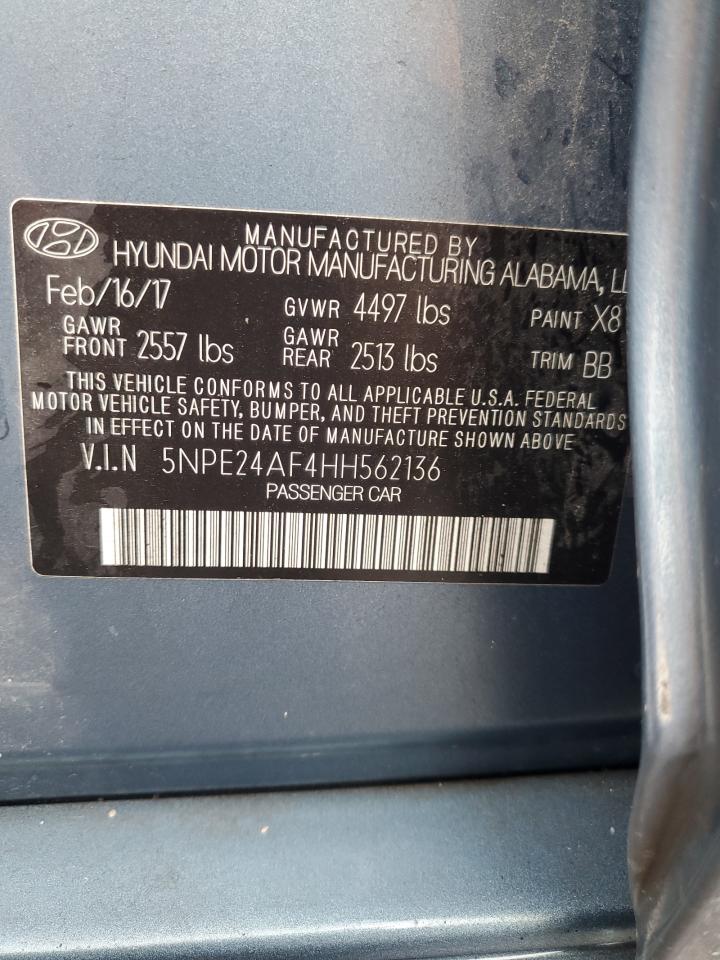 MANUFACTURED BY
HYUNDAI MOTOR MANUFACTURING ALABAMA,
Feb/16/17 GVWR 4497 lbs PAINT X8
GAWR FRONT 2557 lbs GAWR REAR 2513 lbs TRIM BB
THIS VEHICLE CONFORMS TO ALL APPLICABLE U.S.A. FEDERAL
MOTOR VEHICLE SAFETY, BUMPER, AND THEFT PREVENTION STANDARDS
IN EFFECT ON THE DATE OF MANUFACTURE SHOWN ABOVE
V.I.N 5NPE24AF4HH562136
PASSENGER CAR